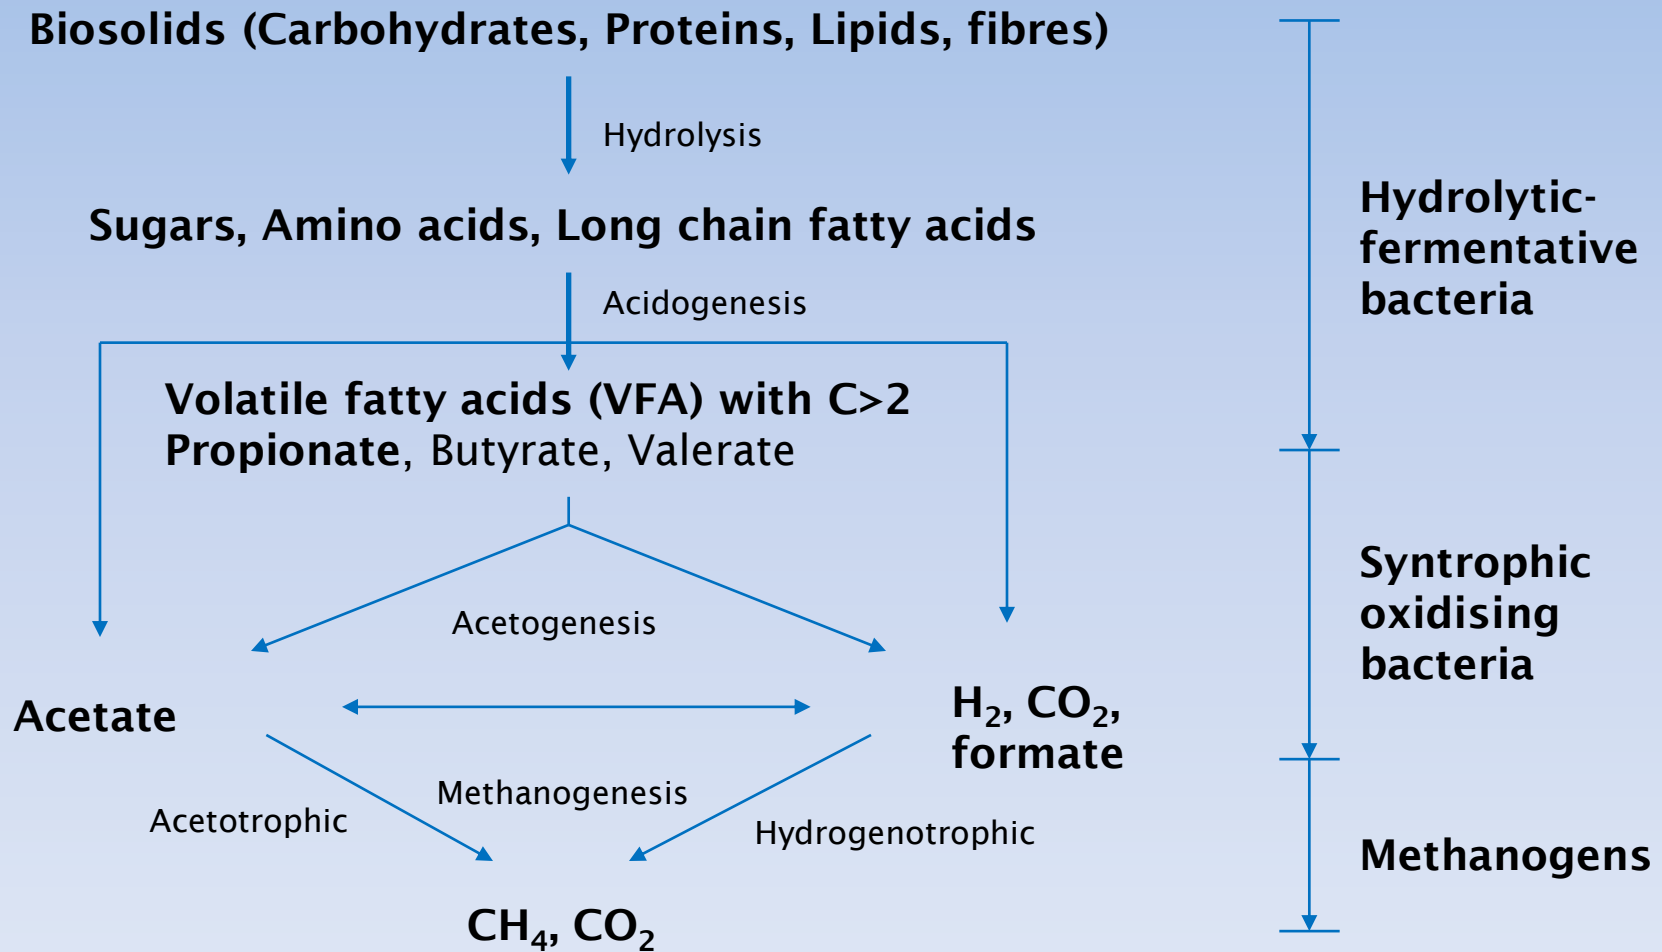 Biosolids (Carbohydrates, Proteins, Lipids, fibres)
Hydrolysis
Sugars, Amino acids, Long chain fatty acids
Acidogenesis
Volatile fatty acids (VFA) with C>2
Propionate, Butyrate, Valerate
Acetogenesis
Acetate
H₂, CO₂,
formate
Methanogenesis
Acetotrophic
Hydrogenotrophic
CH₄, CO₂
Hydrolytic-
fermentative
bacteria
Syntrophic
oxidising
bacteria
Methanogens